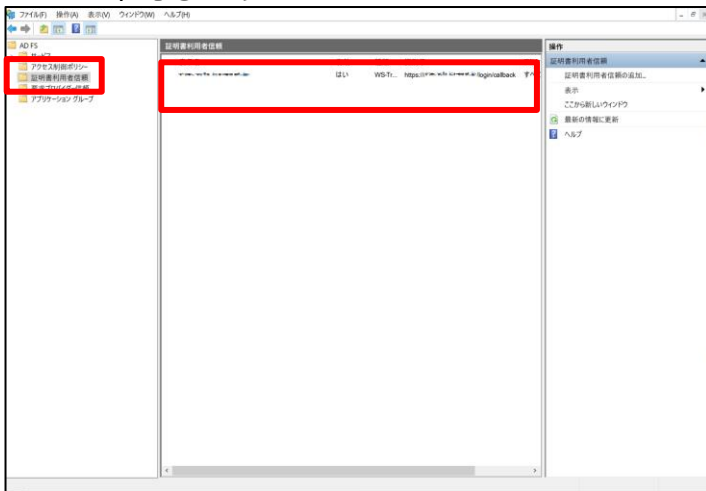 ファイル(F) 操作(A) 表示(V) ウィンドウ(W) ヘルプ(H)
AD FS
アクセス制御ポリシー
証明書利用者信頼
アプリケーション グループ
証明書利用者信頼
はい WS-Tr... https:// login/callback
操作
証明書利用者信頼
証明書利用者信頼の追加...
表示
ここから新しいウィンドウ
最新の情報に更新
ヘルプ